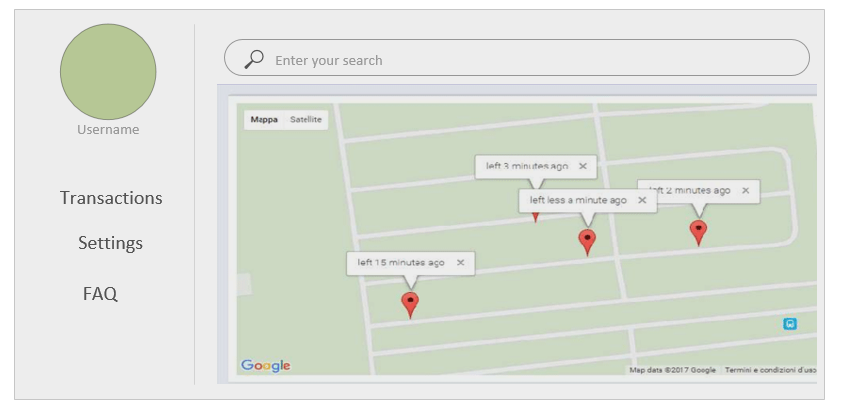 Username
Transactions
Settings
FAQ
Enter your search
Mappa Satellite
left 3 minutes ago ×
left less a minute ago ×
left 2 minutes ago ×
left 15 minutes ago ×
Google
Map data ©2017 Google Termini e condizioni d'uso